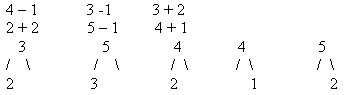 4 – 1 3 -1 3 + 2
2 + 2 5 – 1 4 + 1
3 5 4 4 5
/ \ / \ / \ / \ / \
2 3 2 1 2